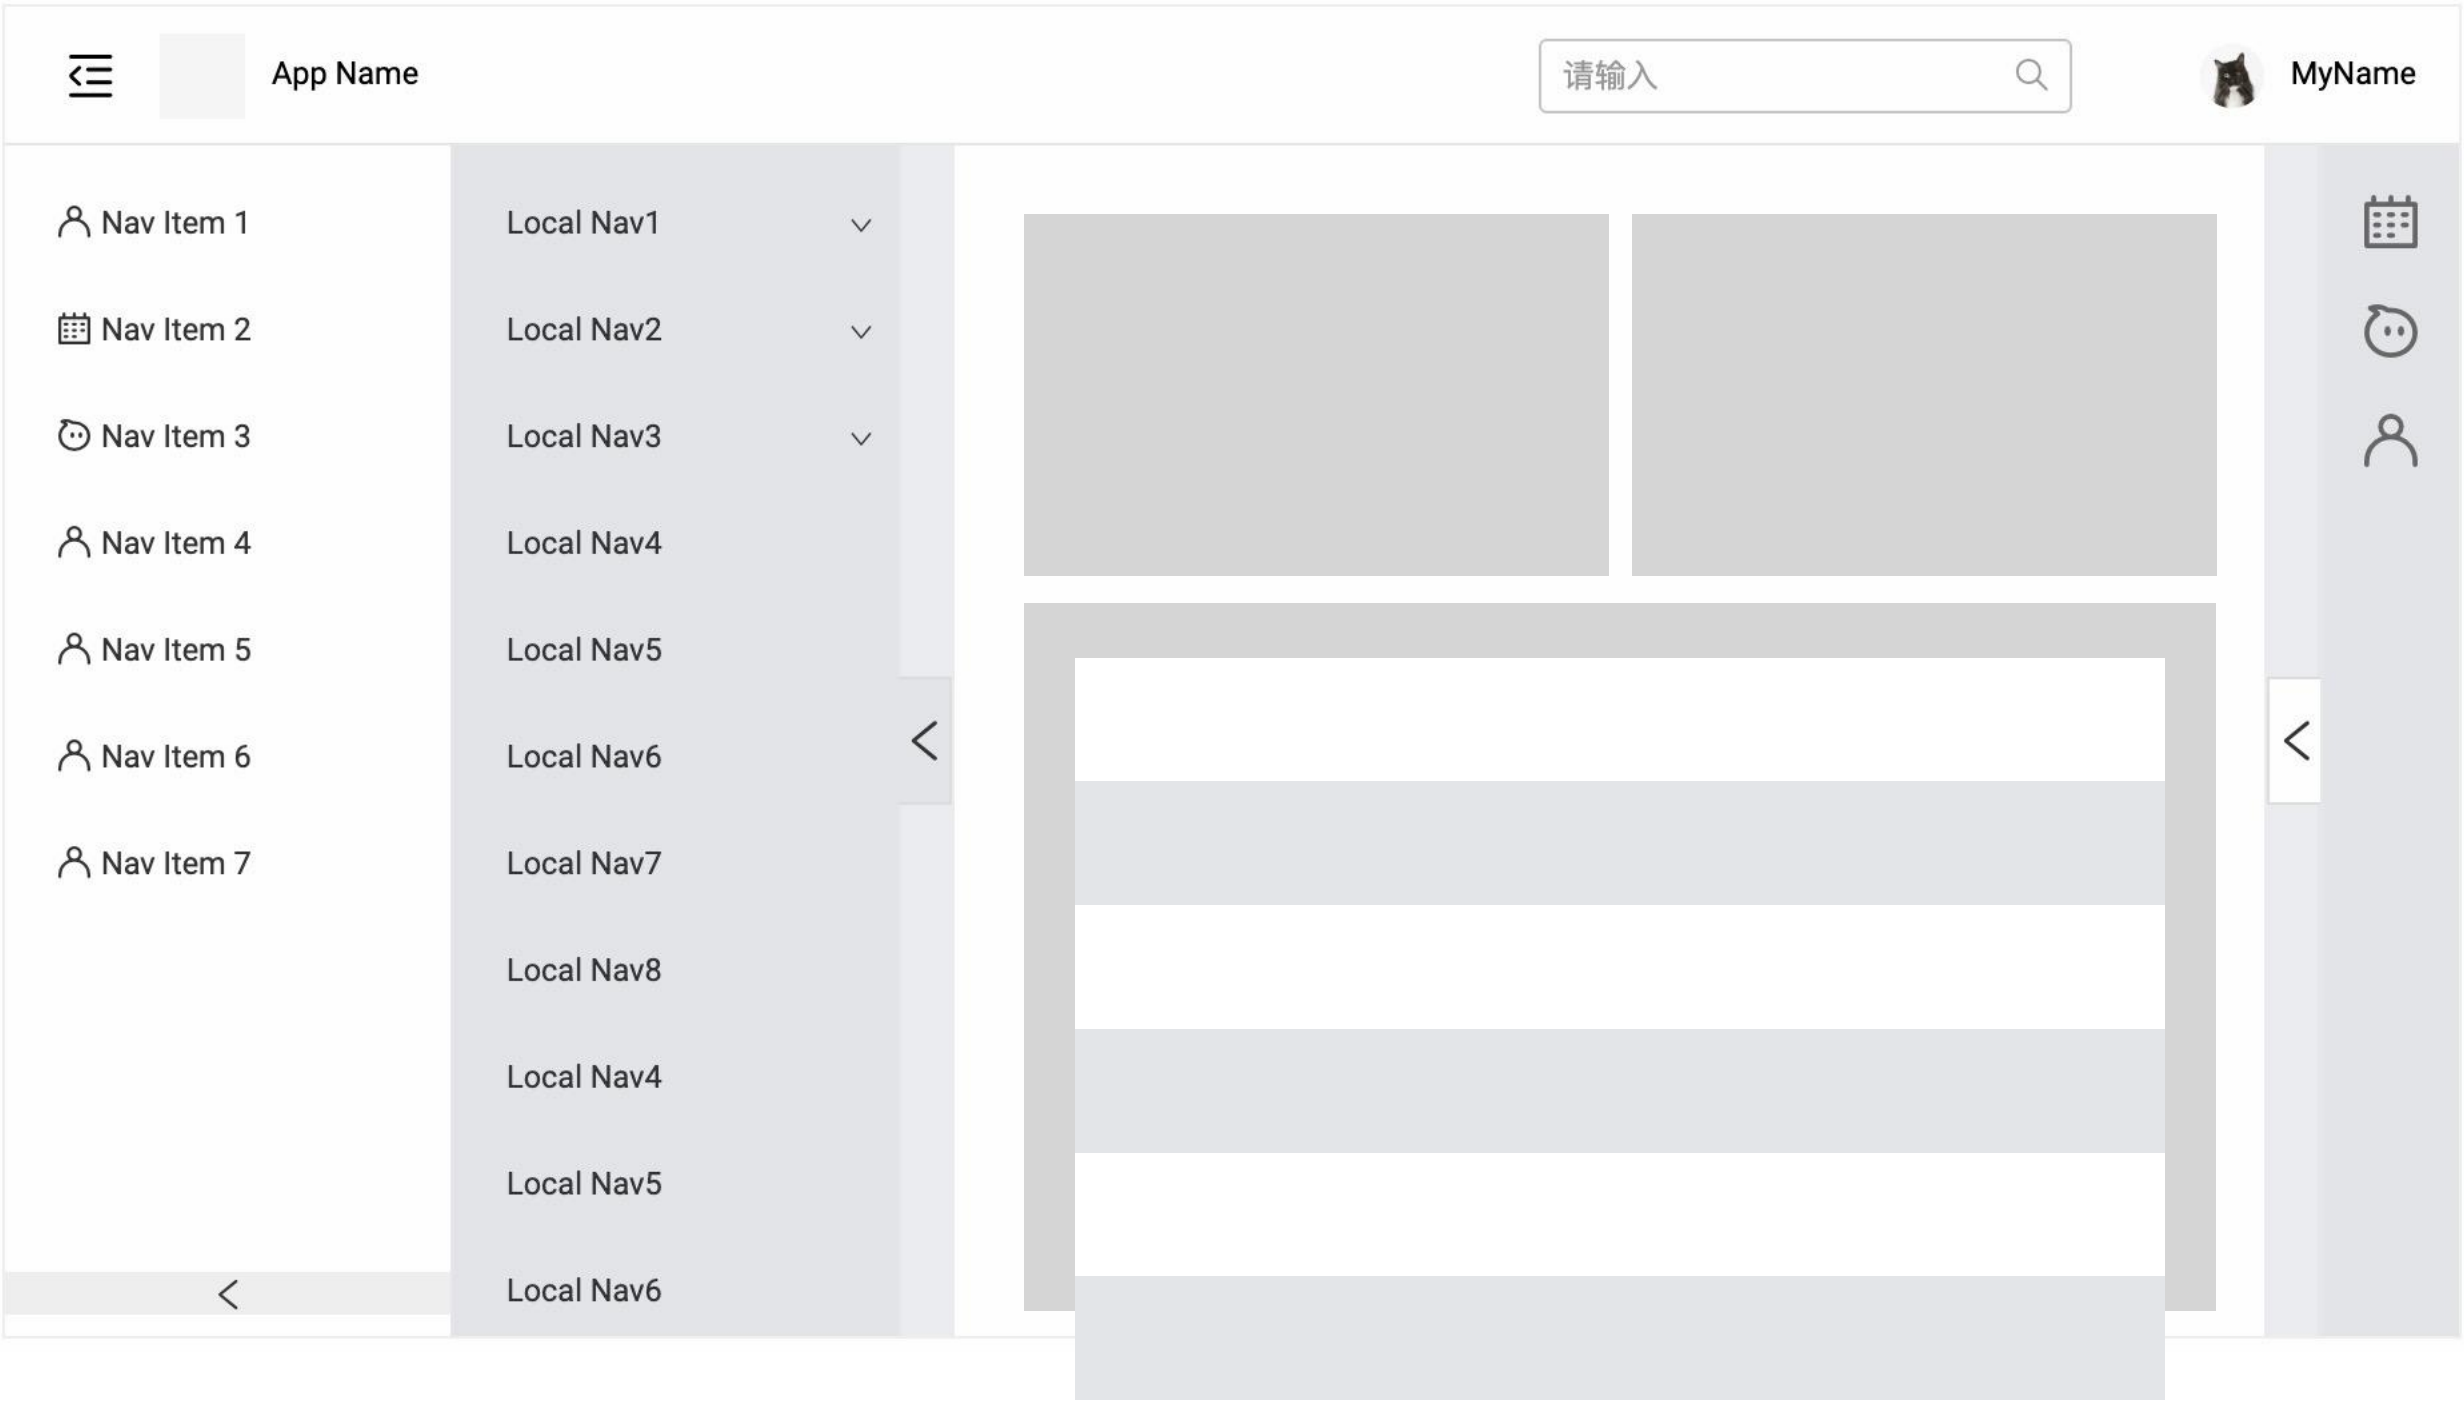 App Name
请输入
MyName
Nav Item 1
Nav Item 2
Nav Item 3
Nav Item 4
Nav Item 5
Nav Item 6
Nav Item 7
Local Nav1
Local Nav2
Local Nav3
Local Nav4
Local Nav5
Local Nav6
Local Nav7
Local Nav8
Local Nav4
Local Nav5
Local Nav6